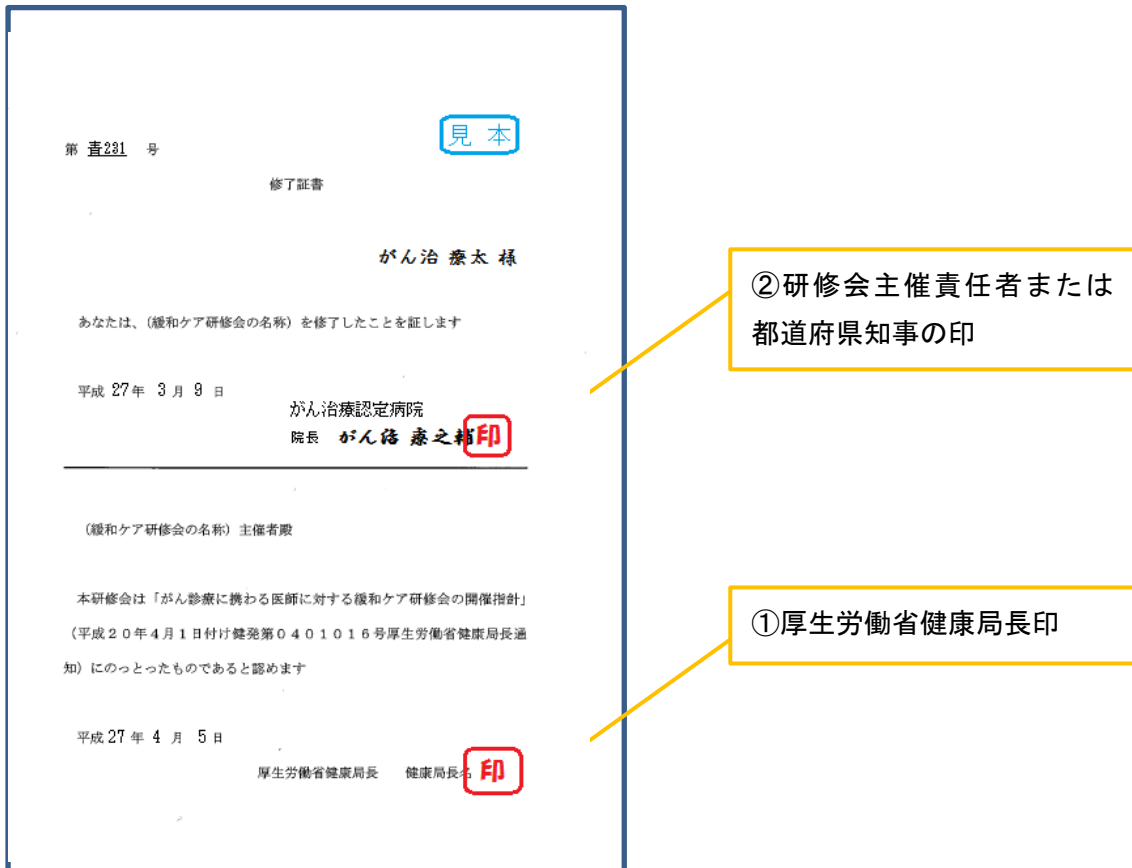 見 本
第 青231 号
修了証書
がん治 療太 様
あなたは、（緩和ケア研修会の名称）を修了したことを証します
平成 27年 3月 9日
がん治療認定病院
院長 がん治 療之輔 印
（緩和ケア研修会の名称）主催者殿
本研修会は「がん診療に携わる医師に対する緩和ケア研修会の開催指針」
（平成２０年４月１日付け健発第０４０１０１６号厚生労働省健康局長通
知）にのっとったものであると認めます
平成 27 年 4 月 5 日
厚生労働省健康局長 健康局長名 印
②研修会主催責任者または
都道府県知事の印
①厚生労働省健康局長印